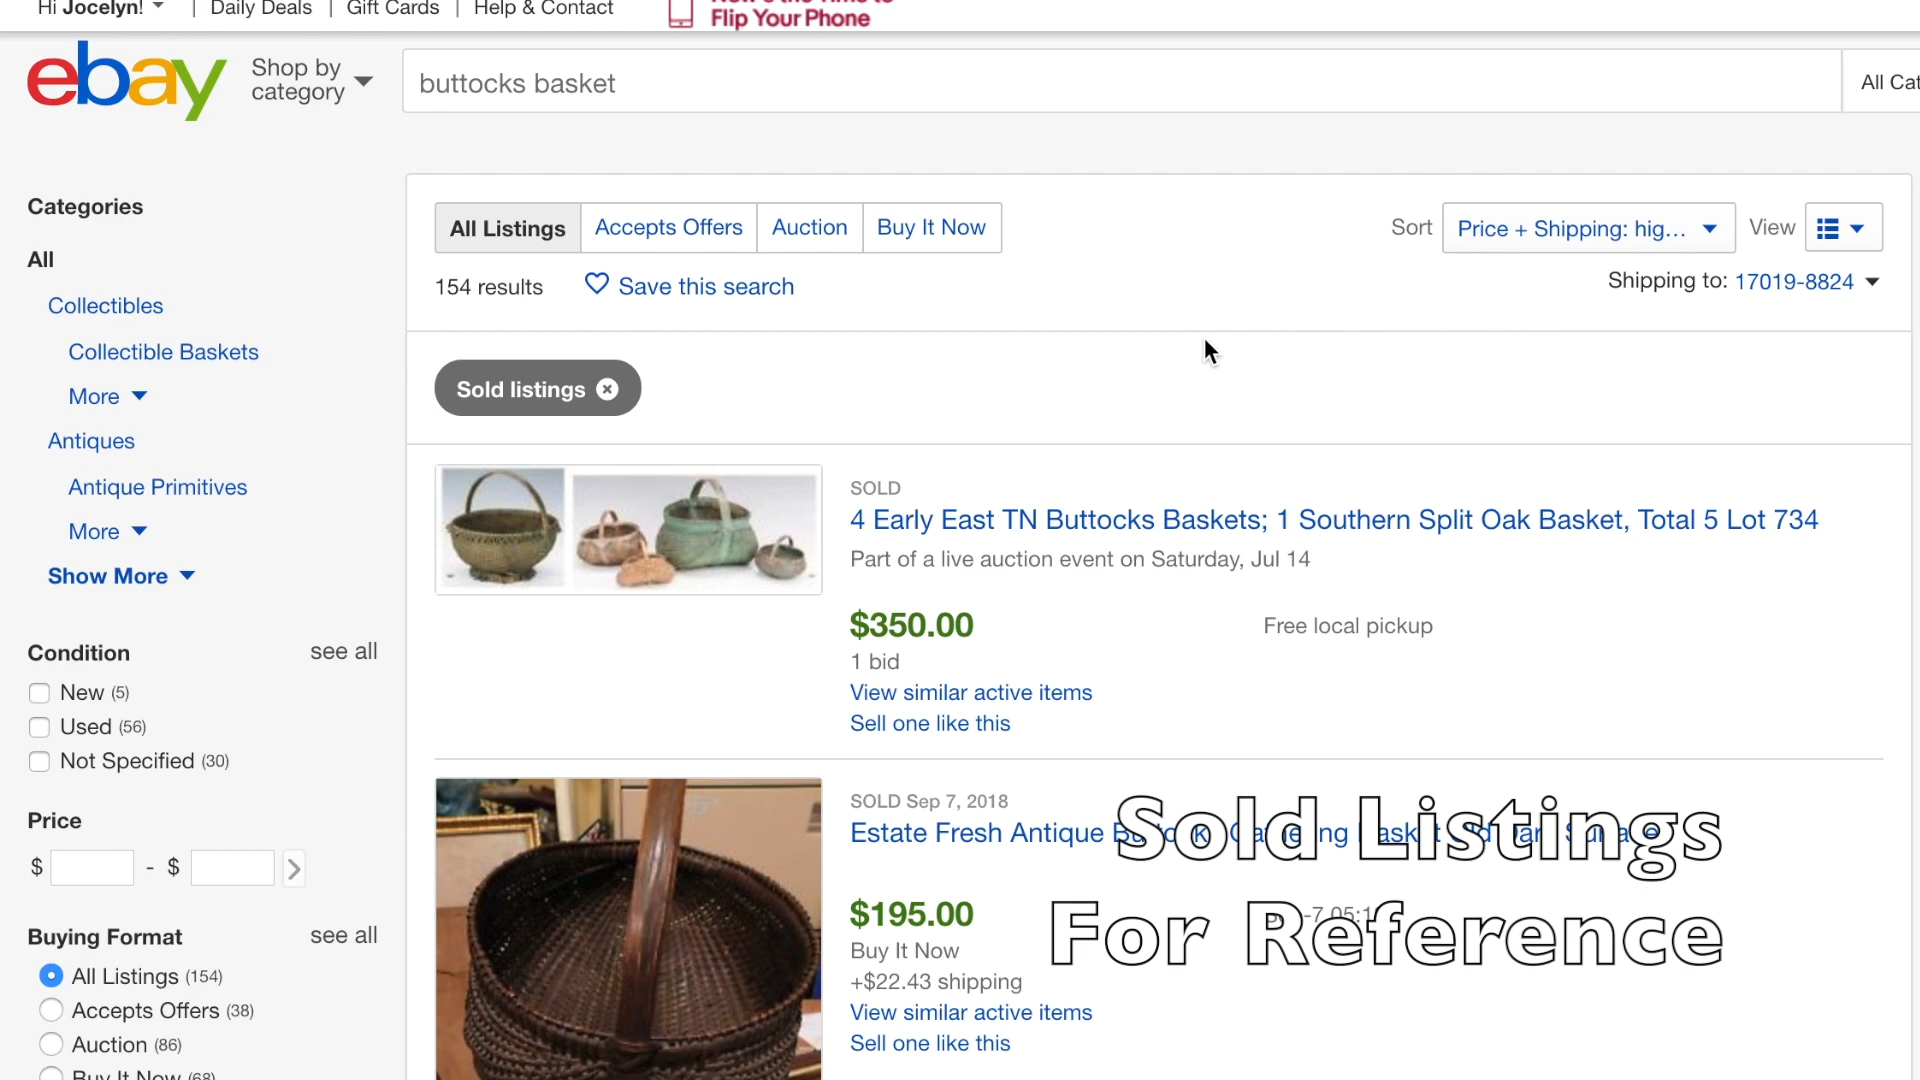 Hi Jocelyn! | Daily Deals | Gift Cards | Help & Contact
Flip Your Phone
ebay
Shop by
category
buttocks basket
All Cat
Categories
All
Collectibles
Collectible Baskets
More
Antiques
Antique Primitives
More
Show More
Condition see all
New (5)
Used (56)
Not Specified (30)
Price
$ - $
Buying Format see all
All Listings (154)
Accepts Offers (38)
Auction (86)
Buy It Now (68)
All Listings Accepts Offers Auction Buy It Now
Sort Price + Shipping: hig... View
154 results Save this search
Shipping to: 17019-8824
Sold listings
SOLD
4 Early East TN Buttocks Baskets; 1 Southern Split Oak Basket, Total 5 Lot 734
Part of a live auction event on Saturday, Jul 14
$350.00
Free local pickup
1 bid
View similar active items
Sell one like this
SOLD Sep 7, 2018
Estate Fresh Antique
$195.00
Buy It Now
+$22.43 shipping
View similar active items
Sell one like this
Sold Listings
For Reference